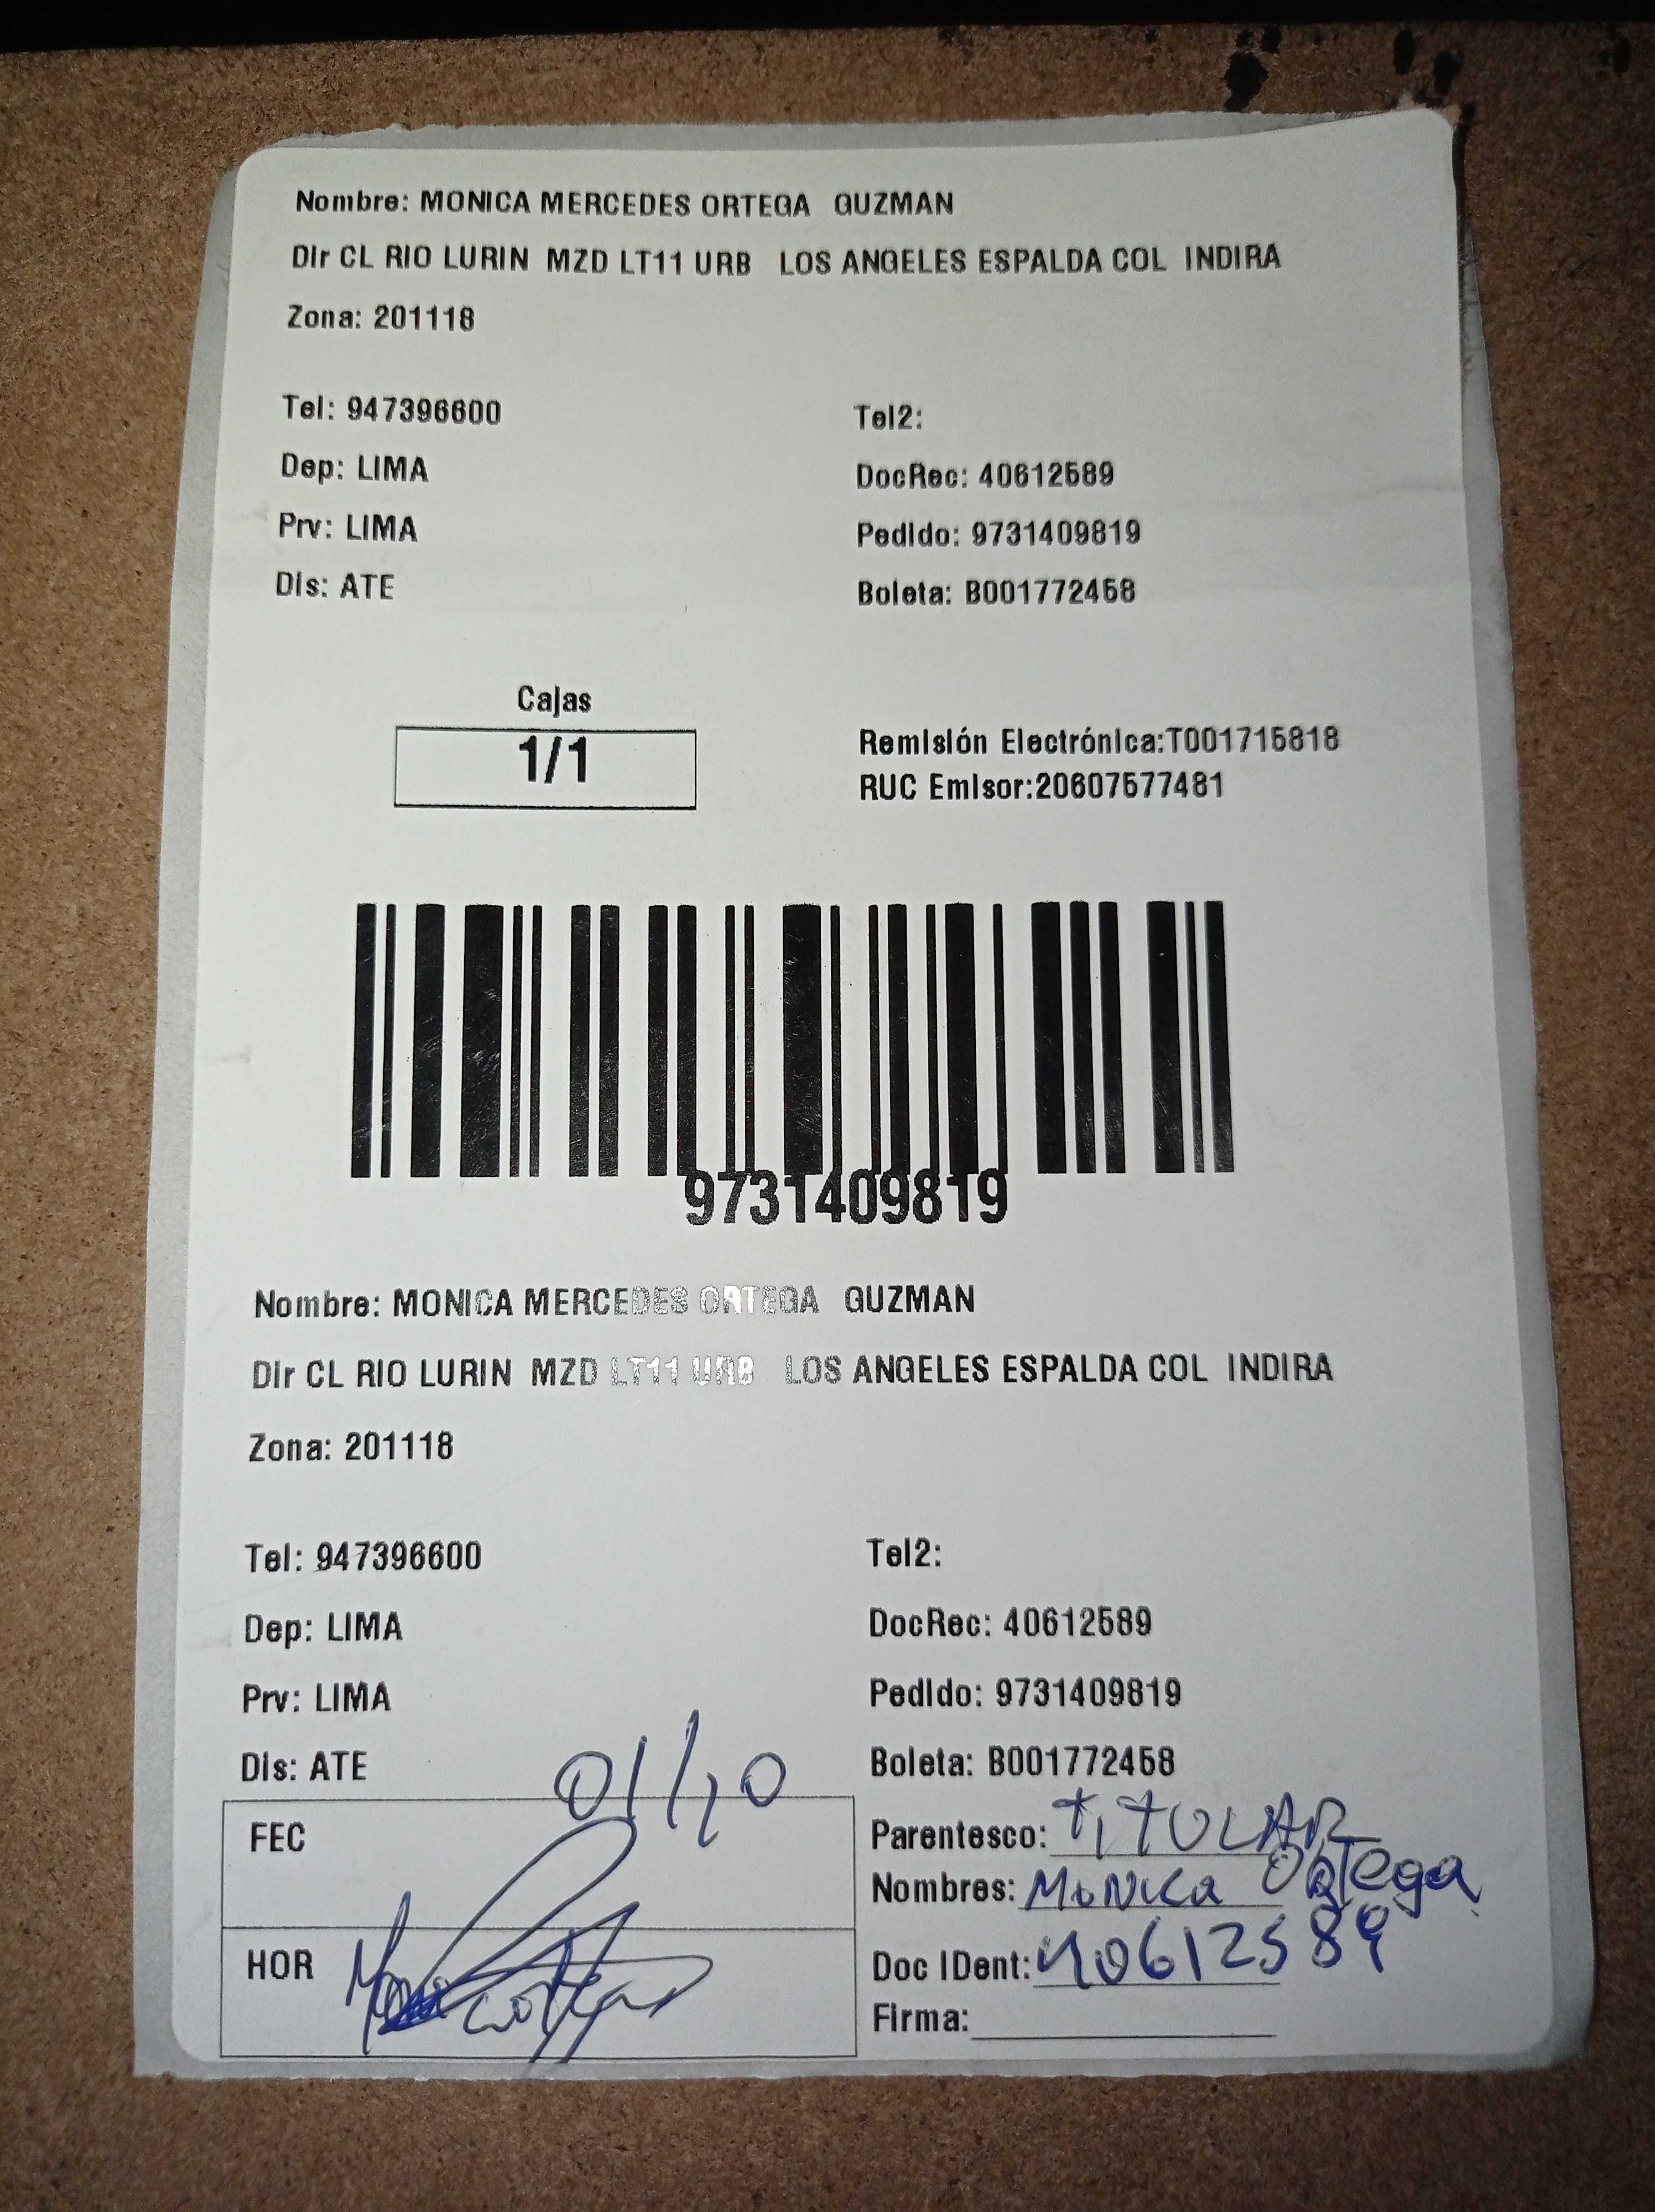 Nombre: MONICA MERCEDES ORTEGA GUZMAN
Dir CL RIO LURIN MZD LT11 URB LOS ANGELES ESPALDA COL INDIRA
Zona: 201118
Tel: 947396600 Tel2:
Dep: LIMA DocRec: 40612589
Prv: LIMA Pedido: 9731409819
Dis: ATE Boleta: B001772458
Cajas
1/1
Remisión Electrónica:T001715818
RUC Emisor:20607577481
9731409819
Nombre: MONICA MERCEDES ORTEGA GUZMAN
Dir CL RIO LURIN MZD LT11 URB LOS ANGELES ESPALDA COL INDIRA
Zona: 201118
Tel: 947396600 Tel2:
Dep: LIMA DocRec: 40612589
Prv: LIMA Pedido: 9731409819
Dis: ATE Boleta: B001772458
01/10
FEC Parentesco: TITULAR
Nombres: Monica Ortega
HOR Doc IDent: 40612589
Firma: